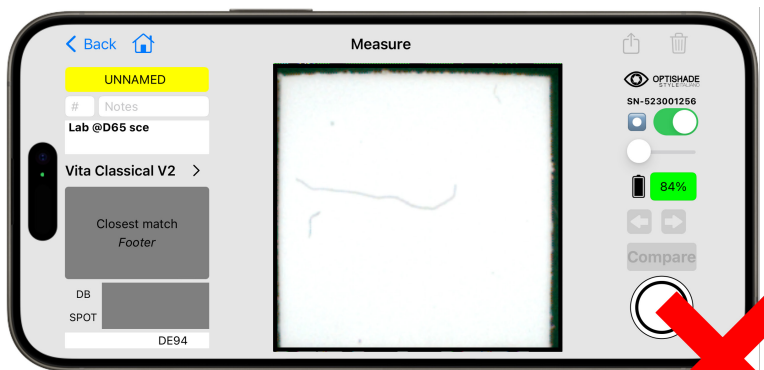 Back
Measure
UNNAMED
#
Notes
Lab @D65 sce
Vita Classical V2
Closest match
Footer
DB
SPOT
DE94
OPTISHADE
STYLEITALIANO
SN-523001256
84%
Compare